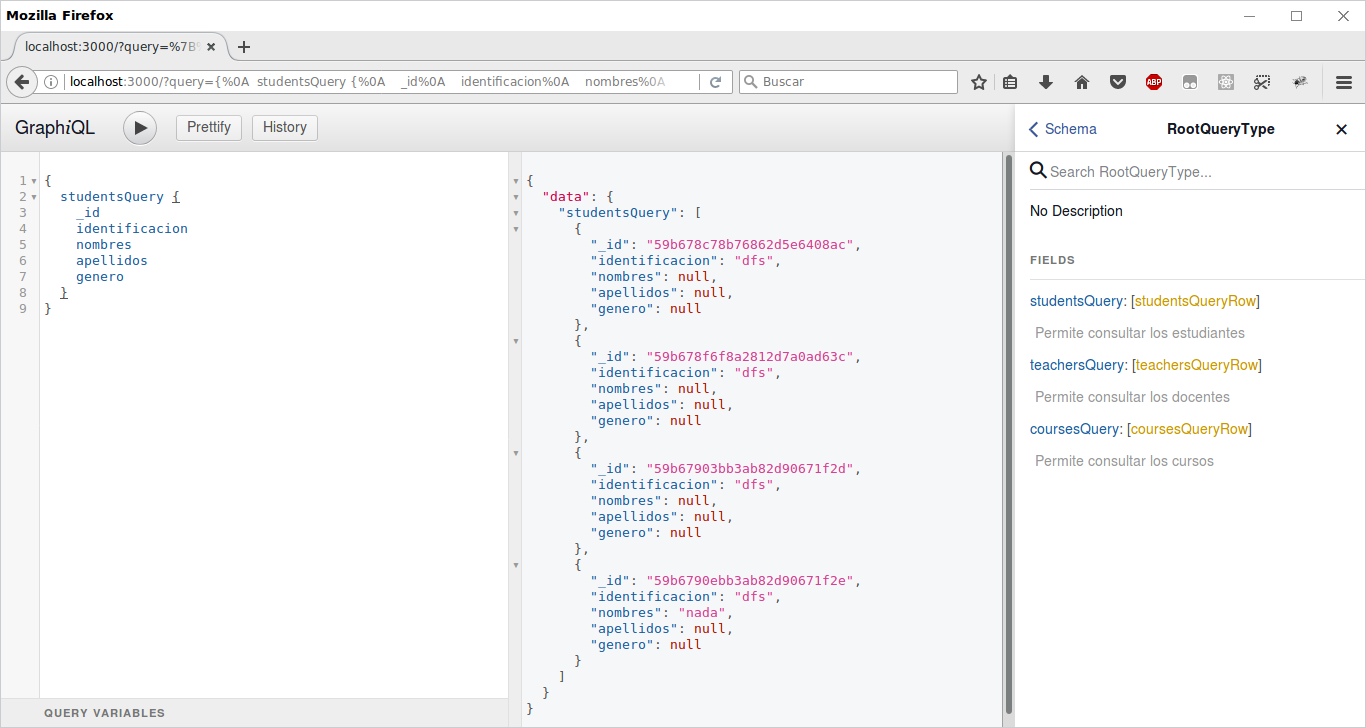 Mozilla Firefox
localhost:3000/?query=%7B%
localhost:3000/?query={%0A  studentsQuery {%0A    _id%0A    identificacion%0A    nombres%0A
Buscar
ABP
GraphiQL
Prettify
History
1 {
2   studentsQuery {
3     _id
4     identificacion
5     nombres
6     apellidos
7     genero
8   }
9 }
QUERY VARIABLES
{
  "data": {
    "studentsQuery": [
      {
        "_id": "59b678c78b76862d5e6408ac",
        "identificacion": "dfs",
        "nombres": null,
        "apellidos": null,
        "genero": null
      },
      {
        "_id": "59b678f6f8a2812d7a0ad63c",
        "identificacion": "dfs",
        "nombres": null,
        "apellidos": null,
        "genero": null
      },
      {
        "_id": "59b67903bb3ab82d90671f2d",
        "identificacion": "dfs",
        "nombres": null,
        "apellidos": null,
        "genero": null
      },
      {
        "_id": "59b6790ebb3ab82d90671f2e",
        "identificacion": "dfs",
        "nombres": "nada",
        "apellidos": null,
        "genero": null
      }
    ]
  }
}
Schema
RootQueryType
Search RootQueryType...
No Description
FIELDS
studentsQuery: [studentsQueryRow]
Permite consultar los estudiantes
teachersQuery: [teachersQueryRow]
Permite consultar los docentes
coursesQuery: [coursesQueryRow]
Permite consultar los cursos